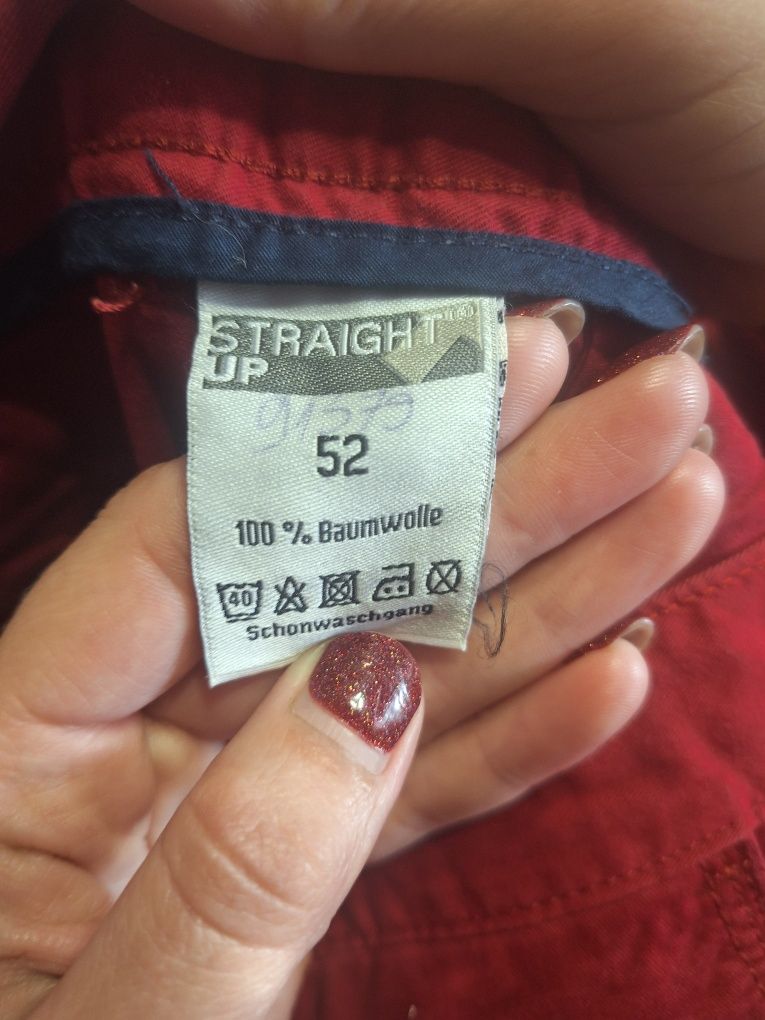 STRAIGHT
UP
52
100 % Baumwolle
40
Schonwaschgang